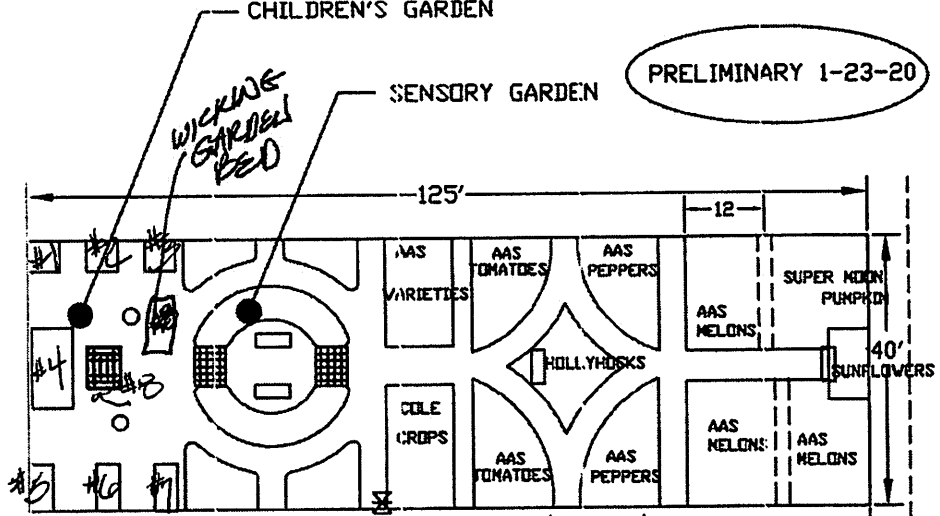 CHILDREN'S GARDEN
SENSORY GARDEN
PRELIMINARY 1-23-20
WICKING
GARDEN
BED
125'
12
#1
AAS
VARIETIES
AAS
TOMATOES
AAS
PEPPERS
AAS
MELONS
SUPER MOON
PUMPKIN
40'
SUNFLOWERS
HOLLYHOCKS
#4
#8
COLE
CROPS
AAS
TOMATOES
AAS
PEPPERS
AAS
MELONS
AAS
MELONS
#5
#6
#7